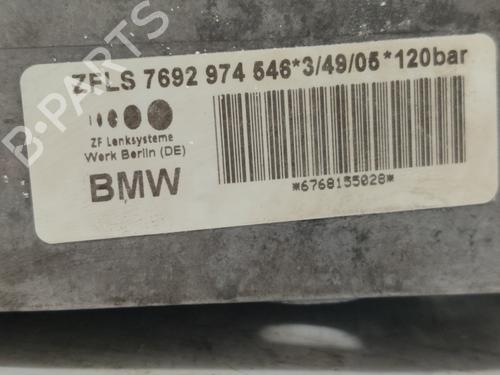 ZFLS 7692 974 546*3/49/05*120bar
ZF Lenksysteme
Werk Berlin (DE)
BMW
*6768155028*
B-PARTS